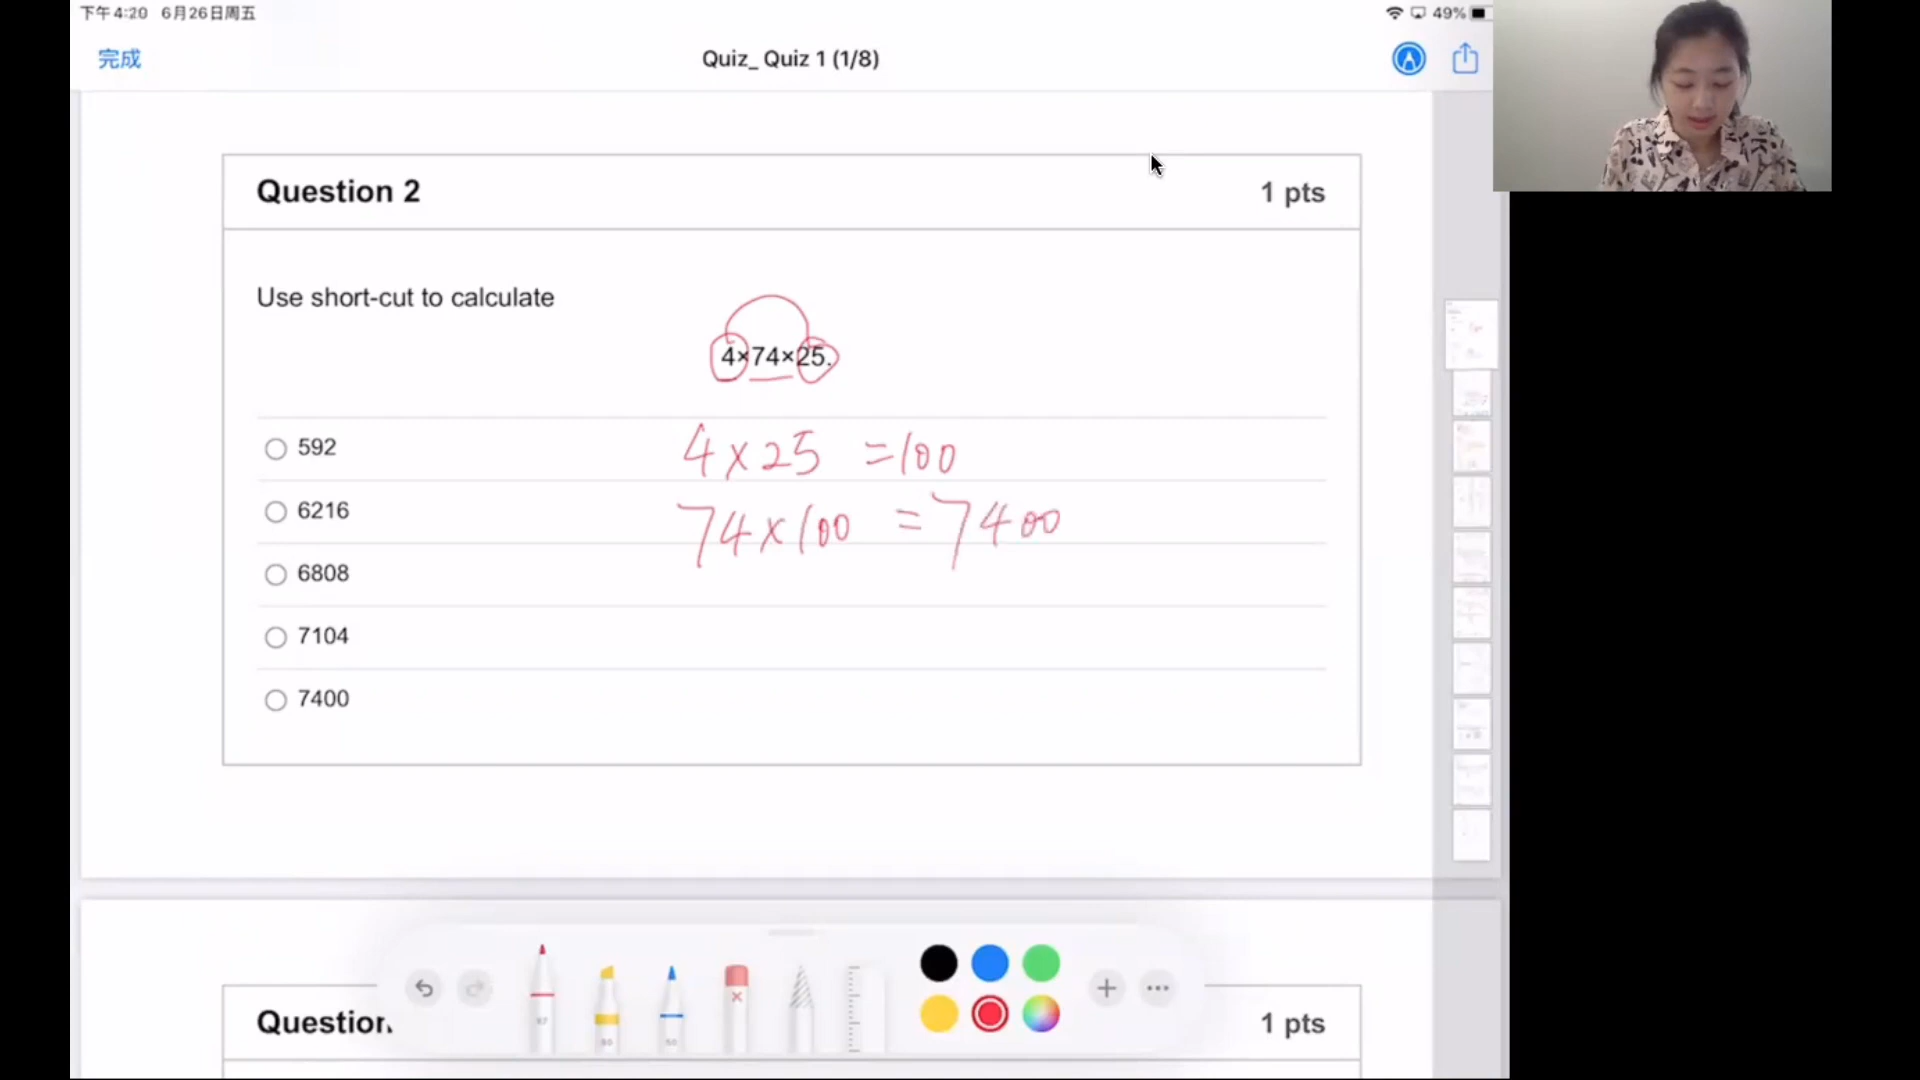 下午4:20 6月26日周五
49%
完成
Quiz_ Quiz 1 (1/8)
Question 2
1 pts
Use short-cut to calculate
4×74×25.
592
4×25 =100
6216
74×100 =7400
6808
7104
7400
Question
1 pts